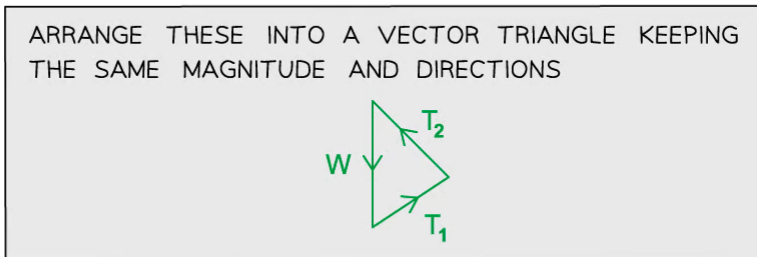 ARRANGE THESE INTO A VECTOR TRIANGLE KEEPING
THE SAME MAGNITUDE AND DIRECTIONS
T₂
W
T₁